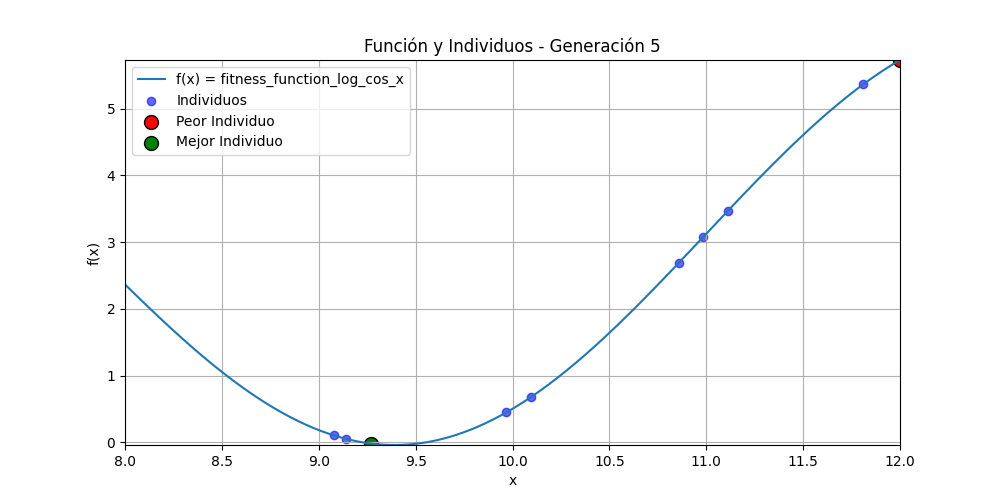 Función y Individuos - Generación 5
f(x) = fitness_function_log_cos_x
Individuos
Peor Individuo
Mejor Individuo
f(x)
5
4
3
2
1
0
8.0 8.5 9.0 9.5 10.0 10.5 11.0 11.5 12.0
x